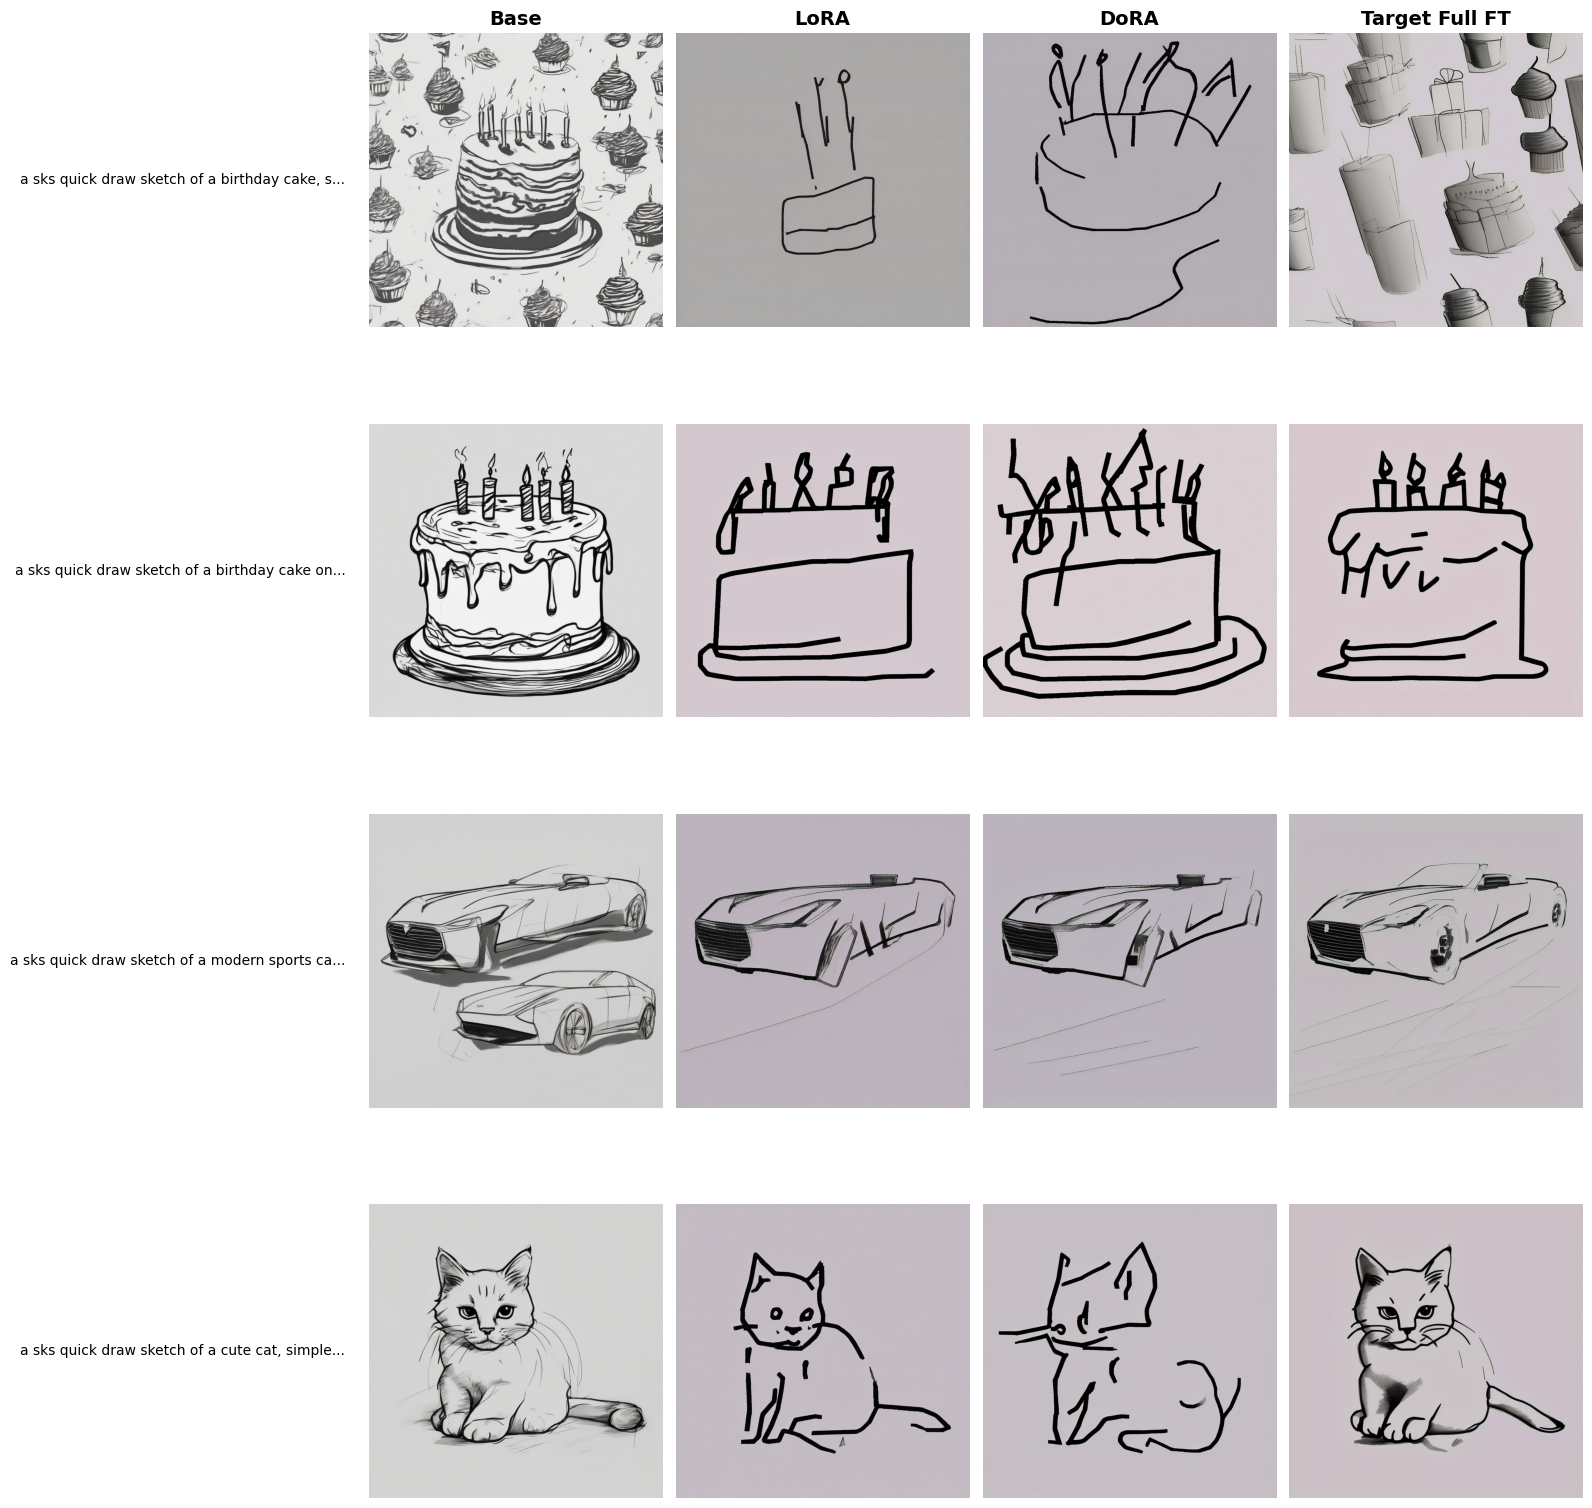 Base LoRA DoRA Target Full FT
a sks quick draw sketch of a birthday cake, s...
a sks quick draw sketch of a birthday cake on...
a sks quick draw sketch of a modern sports ca...
a sks quick draw sketch of a cute cat, simple...